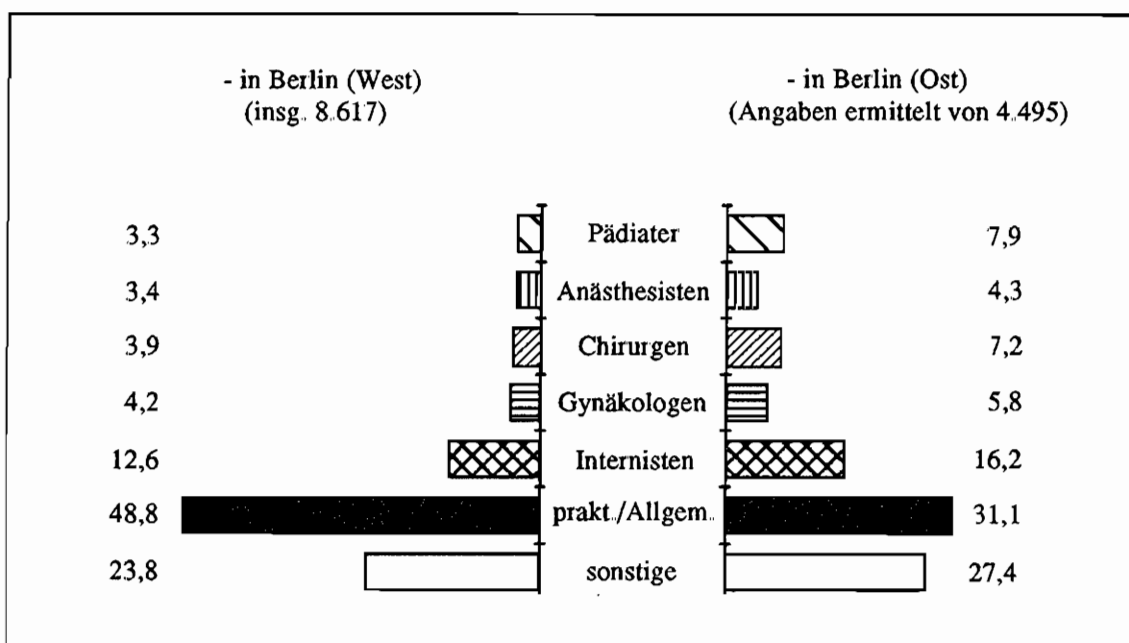 - in Berlin (West)
(insg. 8.617)
- in Berlin (Ost)
(Angaben ermittelt von 4.495)
3,3 Pädiater 7,9
3,4 Anästhesisten 4,3
3,9 Chirurgen 7,2
4,2 Gynäkologen 5,8
12,6 Internisten 16,2
48,8 prakt./Allgem. 31,1
23,8 sonstige 27,4